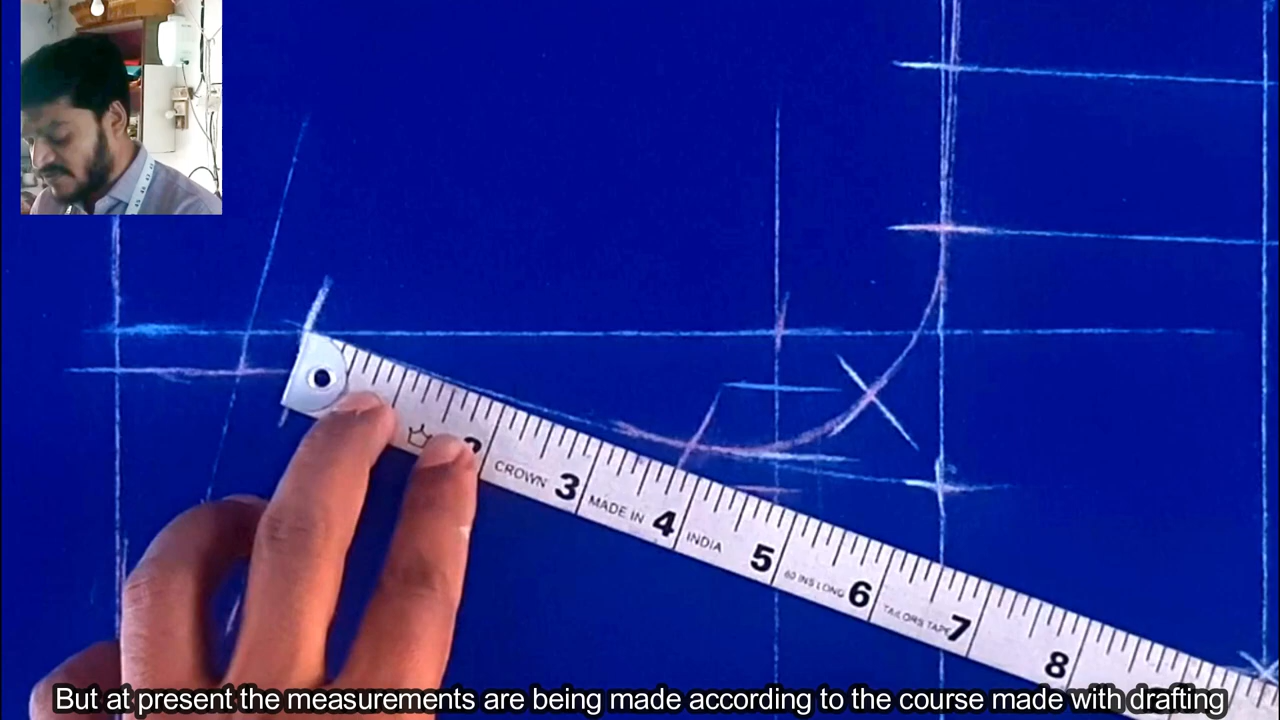 2
CROWN 3
MADE IN 4
INDIA 5
60 INS LONG 6
TAILORS TAPE 7
8
But at present the measurements are being made according to the course made with drafting